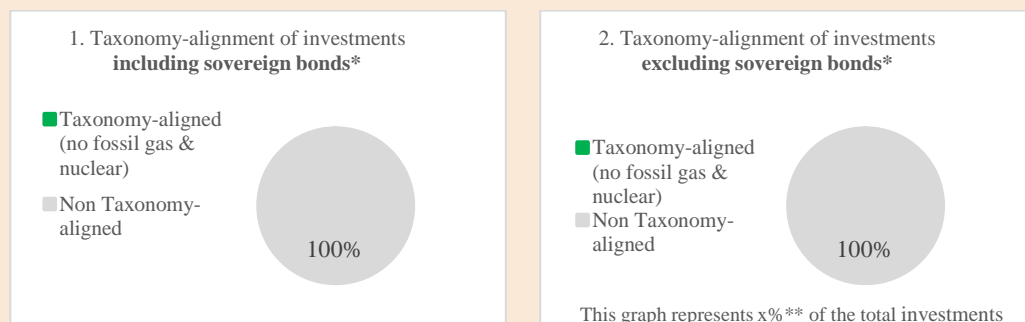 1. Taxonomy-alignment of investments
including sovereign bonds*
Taxonomy-aligned
(no fossil gas &
nuclear)
Non Taxonomy-
aligned
100%
2. Taxonomy-alignment of investments
excluding sovereign bonds*
Taxonomy-aligned
(no fossil gas &
nuclear)
Non Taxonomy-
aligned
100%
This graph represents x%** of the total investments